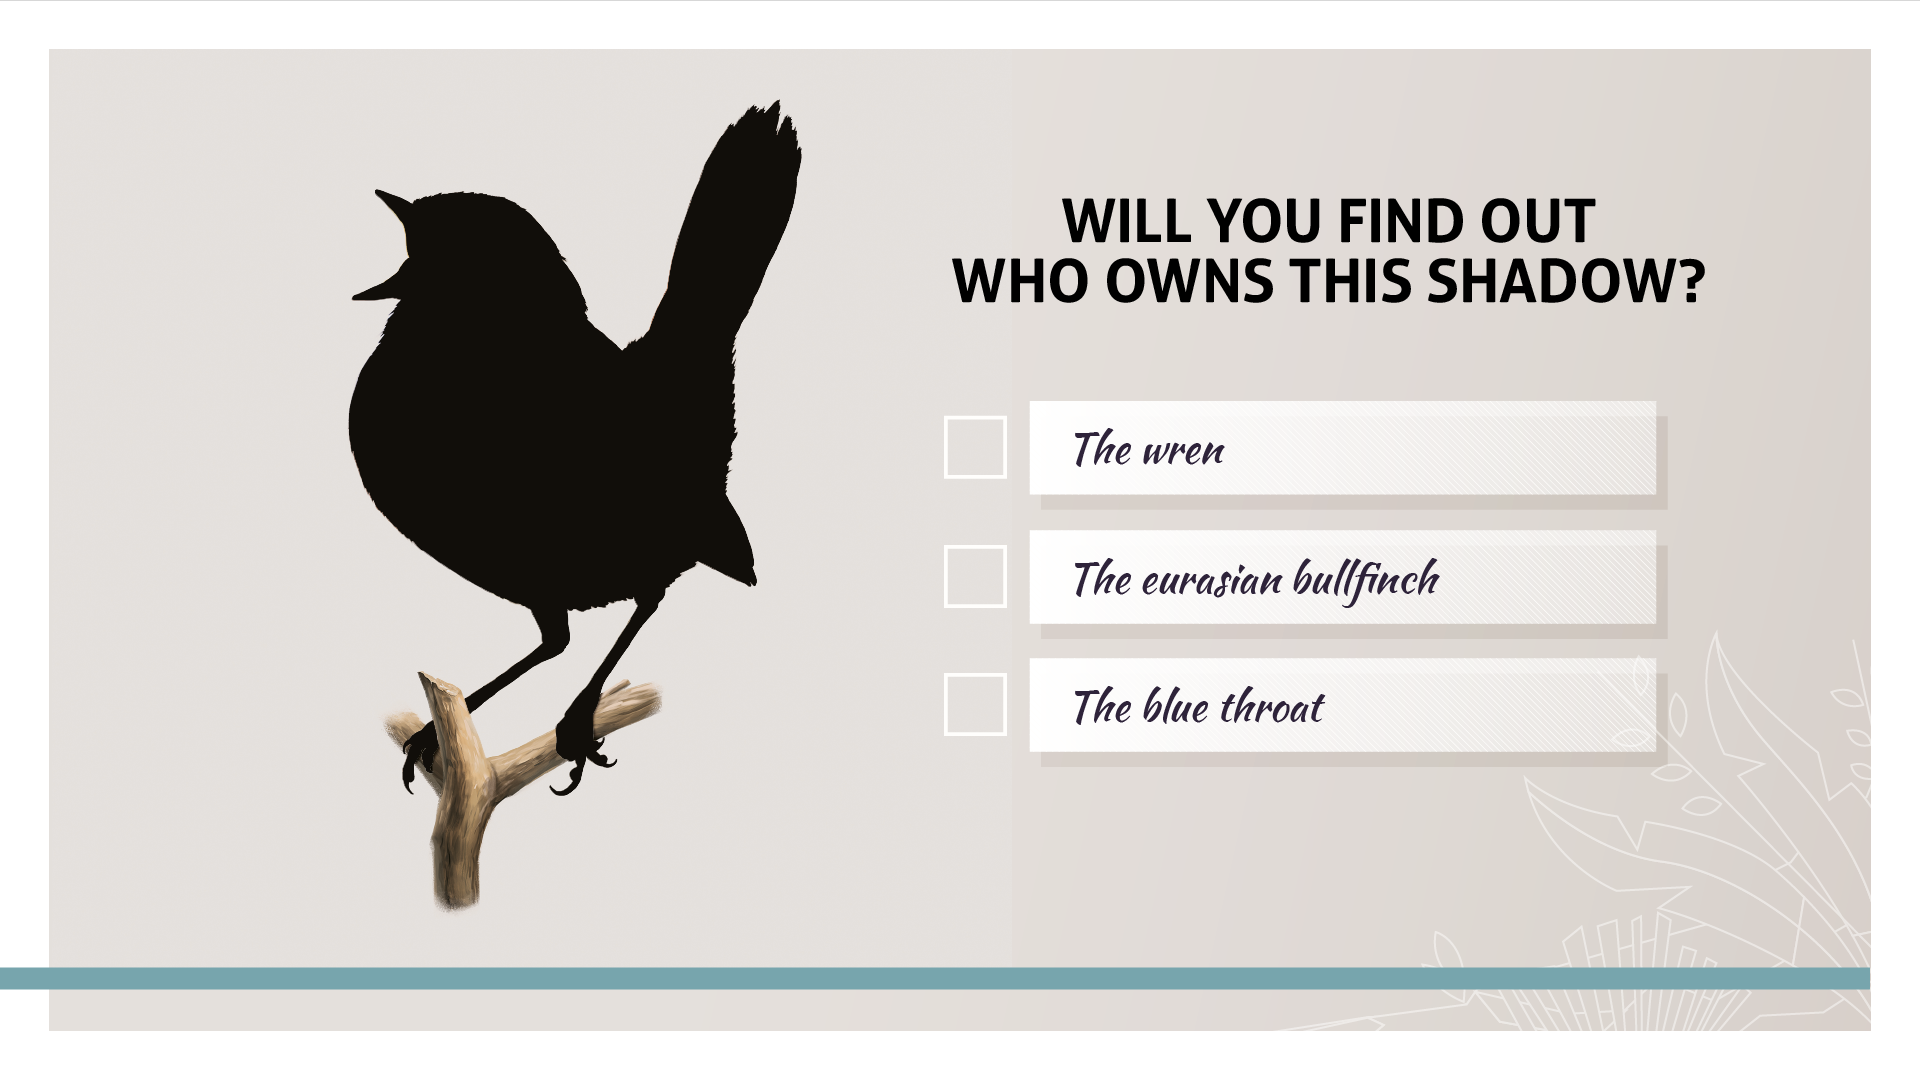 WILL YOU FIND OUT
WHO OWNS THIS SHADOW?
The wren
The eurasian bullfinch
The blue throat